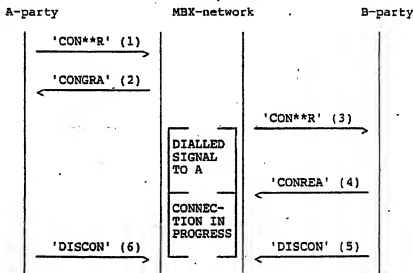 A-party MBX-network B-party
'CON**R' (1)
'CONGRA' (2)
'CON**R' (3)
DIALLED
SIGNAL
TO A
'CONREA' (4)
CONNEC-
TION IN
PROGRESS
'DISCON' (6) 'DISCON' (5)